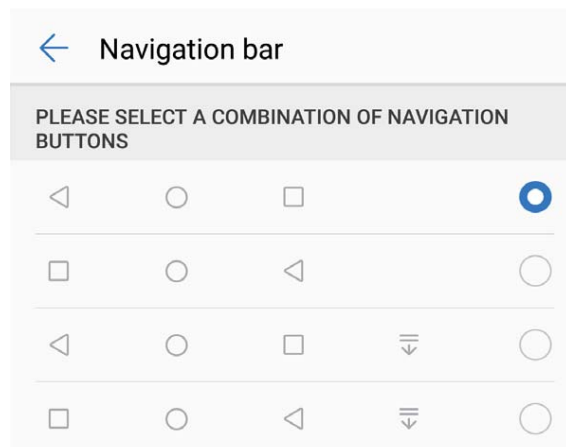 Navigation bar
PLEASE SELECT A COMBINATION OF NAVIGATION
BUTTONS